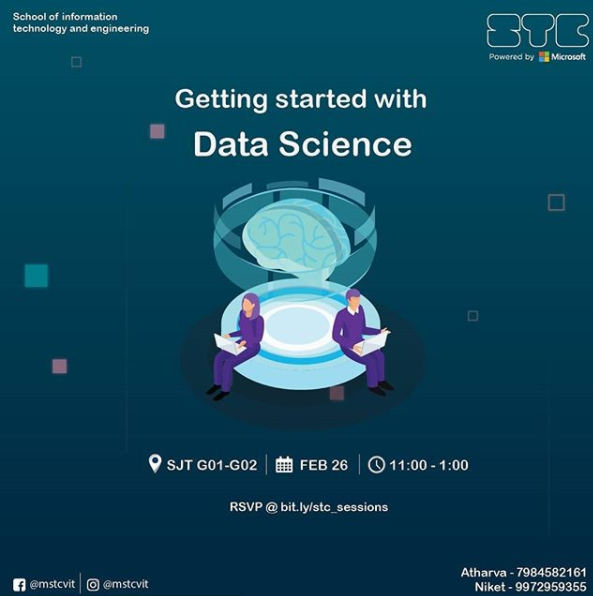 School of information
technology and engineering
STC
Powered by Microsoft
Getting started with
Data Science
SJT G01-G02 | FEB 26 | 11:00 - 1:00
RSVP @ bit.ly/stc_sessions
@mstcvit | @mstcvit
Atharva - 7984582161
Niket - 9972959355